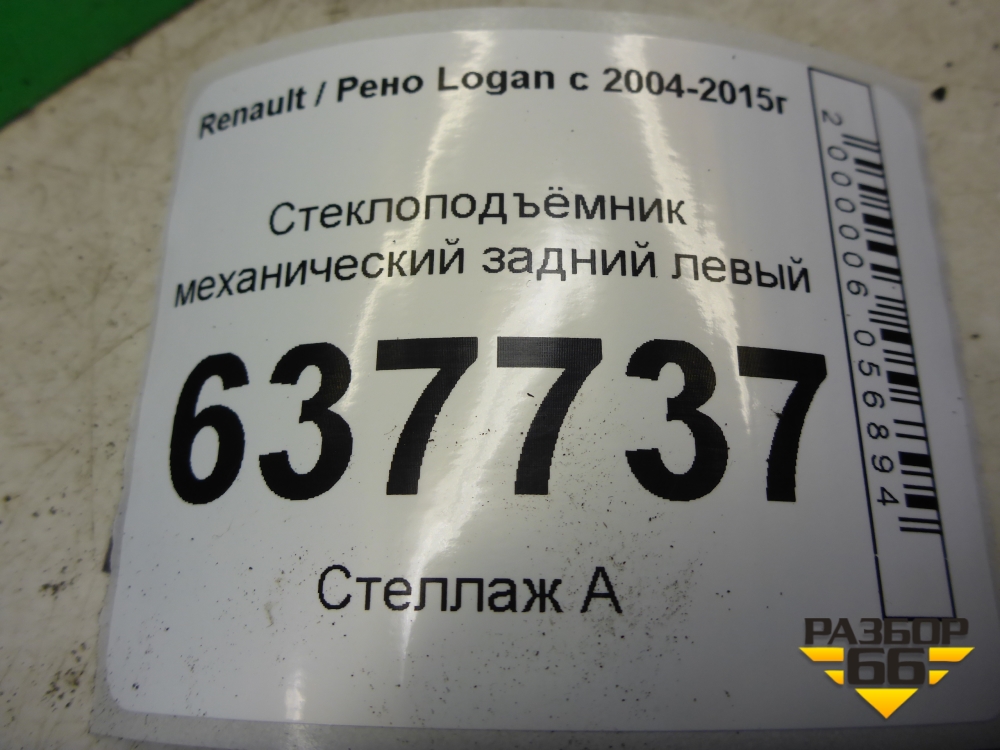 Renault / Рено Logan с 2004-2015г
Стеклоподъёмник
механический задний левый
637737
Стеллаж А
2000006056894
РАЗБОР
66